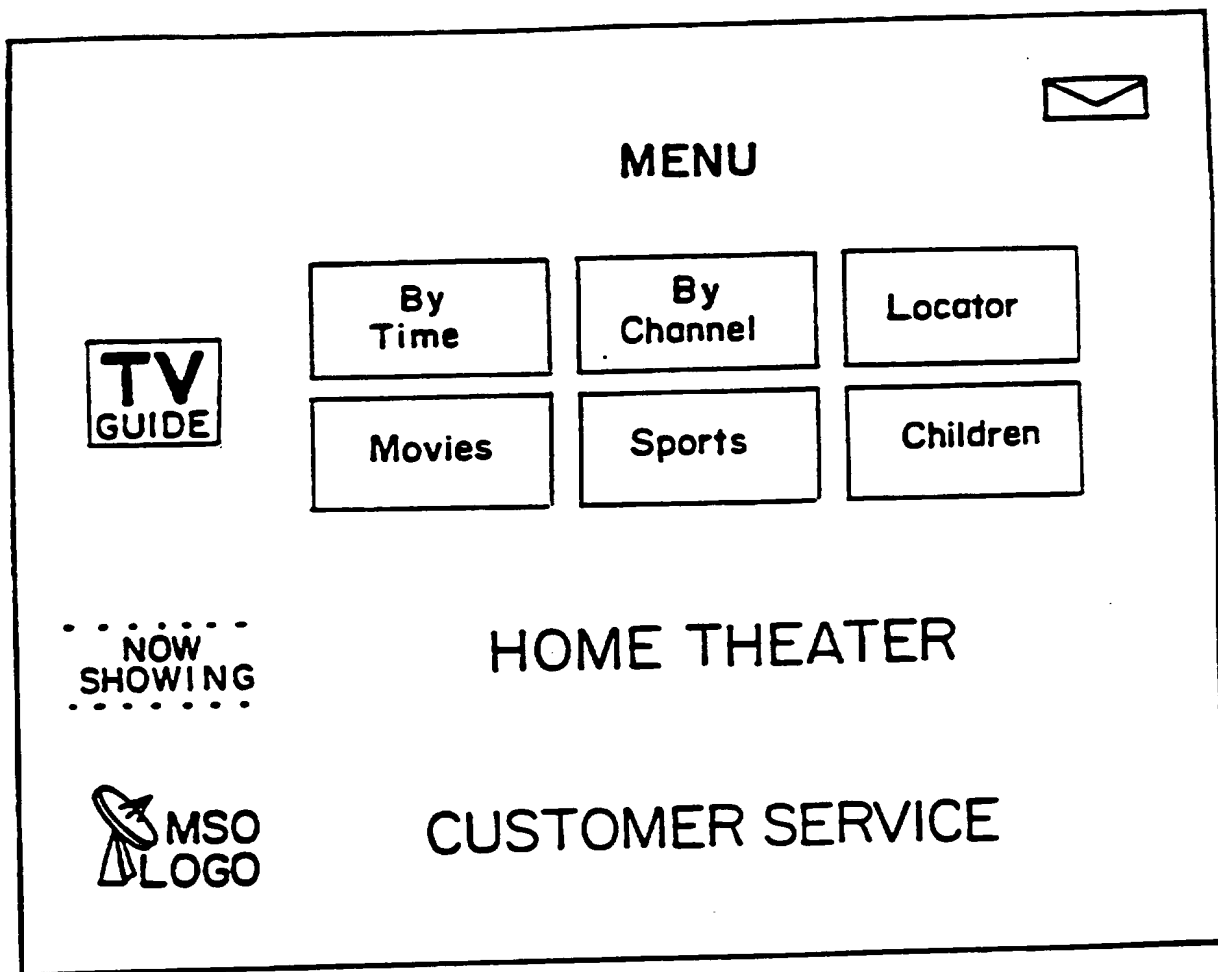 MENU
By
Time
By
Channel
Locator
TV
GUIDE
Movies
Sports
Children
NOW
SHOWING
HOME THEATER
MSO
LOGO
CUSTOMER SERVICE